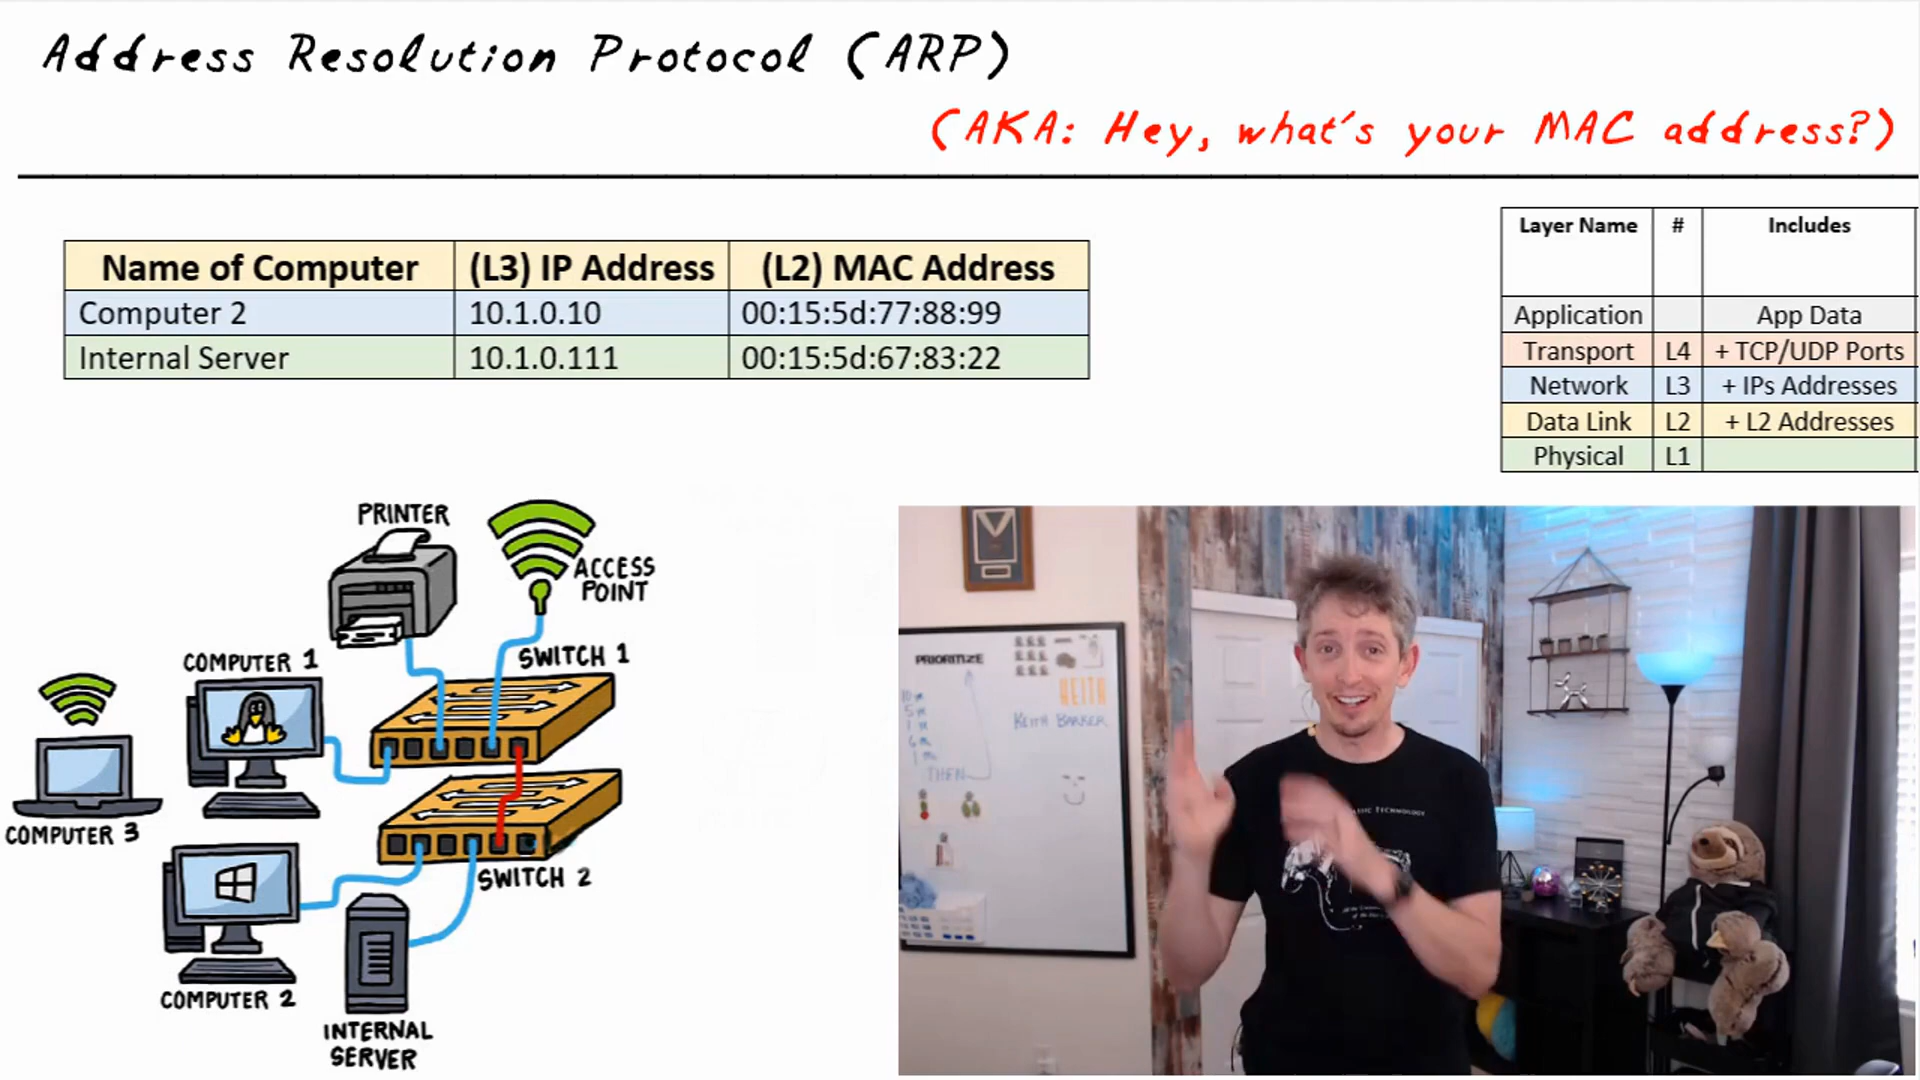 Address Resolution Protocol (ARP)
(AKA: Hey, what's your MAC address?)
Name of Computer (L3) IP Address (L2) MAC Address
Computer 2 10.1.0.10 00:15:5d:77:88:99
Internal Server 10.1.0.111 00:15:5d:67:83:22
Layer Name # Includes
Application App Data
Transport L4 + TCP/UDP Ports
Network L3 + IPs Addresses
Data Link L2 + L2 Addresses
Physical L1
PRINTER
ACCESS
POINT
SWITCH 1
COMPUTER 1
COMPUTER 3
SWITCH 2
COMPUTER 2
INTERNAL
SERVER
PRIORITIZE
KEITH
KEITH BARKER
THEN
TECHNOLOGY